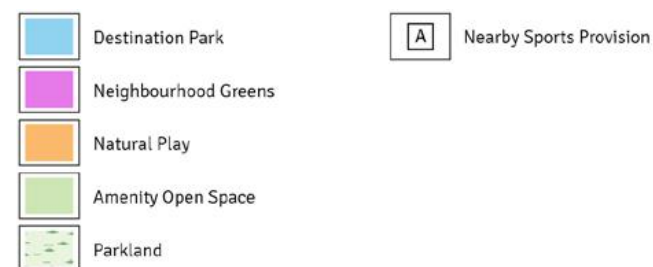 Destination Park
Neighbourhood Greens
Natural Play
Amenity Open Space
Parkland
A Nearby Sports Provision